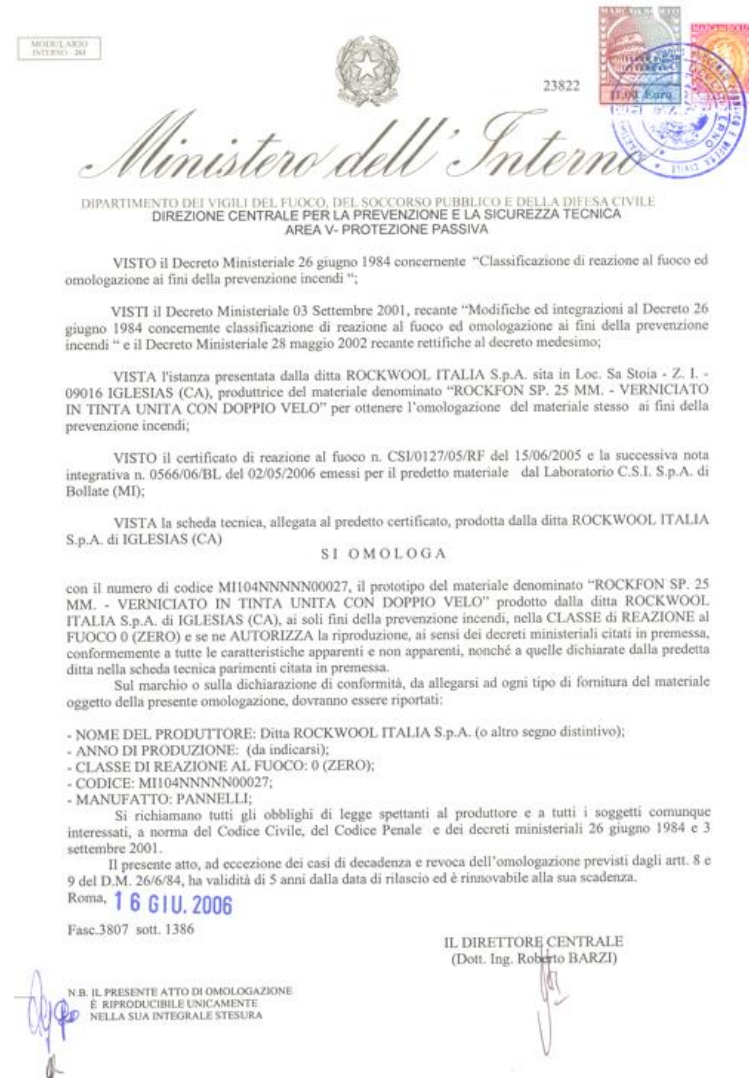 MODULARIO
INTERNO - 261
23822
MARCA DA BOLLO
11,00 Euro
Ministero dell'Interno
DIPARTIMENTO DEI VIGILI DEL FUOCO, DEL SOCCORSO PUBBLICO E DELLA DIFESA CIVILE
DIREZIONE CENTRALE PER LA PREVENZIONE E LA SICUREZZA TECNICA
AREA V- PROTEZIONE PASSIVA
VISTO il Decreto Ministeriale 26 giugno 1984 concernente "Classificazione di reazione al fuoco ed
omologazione ai fini della prevenzione incendi “;
VISTI il Decreto Ministeriale 03 Settembre 2001, recante "Modifiche ed integrazioni al Decreto 26
giugno 1984 concernente classificazione di reazione al fuoco ed omologazione ai fini della prevenzione
incendi “ e il Decreto Ministeriale 28 maggio 2002 recante rettifiche al decreto medesimo;
VISTA l'istanza presentata dalla ditta ROCKWOOL ITALIA S.p.A. sita in Loc. Sa Stoia - Z. I. -
09016 IGLESIAS (CA), produttrice del materiale denominato "ROCKFON SP. 25 MM. - VERNICIATO
IN TINTA UNITA CON DOPPIO VELO" per ottenere l'omologazione del materiale stesso ai fini della
prevenzione incendi;
VISTO il certificato di reazione al fuoco n. CSI/0127/05/RF del 15/06/2005 e la successiva nota
integrativa n. 0566/06/BL del 02/05/2006 emessi per il predetto materiale dal Laboratorio C.S.I. S.p.A. di
Bollate (MI);
VISTA la scheda tecnica, allegata al predetto certificato, prodotta dalla ditta ROCKWOOL ITALIA
S.p.A. di IGLESIAS (CA)
SI OMOLOGA
con il numero di codice MI104NNNNN00027, il prototipo del materiale denominato "ROCKFON SP. 25
MM. - VERNICIATO IN TINTA UNITA CON DOPPIO VELO" prodotto dalla ditta ROCKWOOL
ITALIA S.p.A. di IGLESIAS (CA), ai soli fini della prevenzione incendi, nella CLASSE di REAZIONE al
FUOCO 0 (ZERO) e se ne AUTORIZZA la riproduzione, ai sensi dei decreti ministeriali citati in premessa,
conformemente a tutte le caratteristiche apparenti e non apparenti, nonché a quelle dichiarate dalla predetta
ditta nella scheda tecnica parimenti citata in premessa.
Sul marchio o sulla dichiarazione di conformità, da allegarsi ad ogni tipo di fornitura del materiale
oggetto della presente omologazione, dovranno essere riportati:
- NOME DEL PRODUTTORE: Ditta ROCKWOOL ITALIA S.p.A. (o altro segno distintivo);
- ANNO DI PRODUZIONE: (da indicarsi);
- CLASSE DI REAZIONE AL FUOCO: 0 (ZERO);
- CODICE: MI104NNNNN00027;
- MANUFATTO: PANNELLI;
Si richiamano tutti gli obblighi di legge spettanti al produttore e a tutti i soggetti comunque
interessati, a norma del Codice Civile, del Codice Penale e dei decreti ministeriali 26 giugno 1984 e 3
settembre 2001.
Il presente atto, ad eccezione dei casi di decadenza e revoca dell'omologazione previsti dagli artt. 8 e
9 del D.M. 26/6/84, ha validità di 5 anni dalla data di rilascio ed è rinnovabile alla sua scadenza.
Roma, 16 GIU. 2006
Fasc.3807 sott. 1386
IL DIRETTORE CENTRALE
(Dott. Ing. Roberto BARZI)
N.B. IL PRESENTE ATTO DI OMOLOGAZIONE
È RIPRODUCIBILE UNICAMENTE
NELLA SUA INTEGRALE STESURA